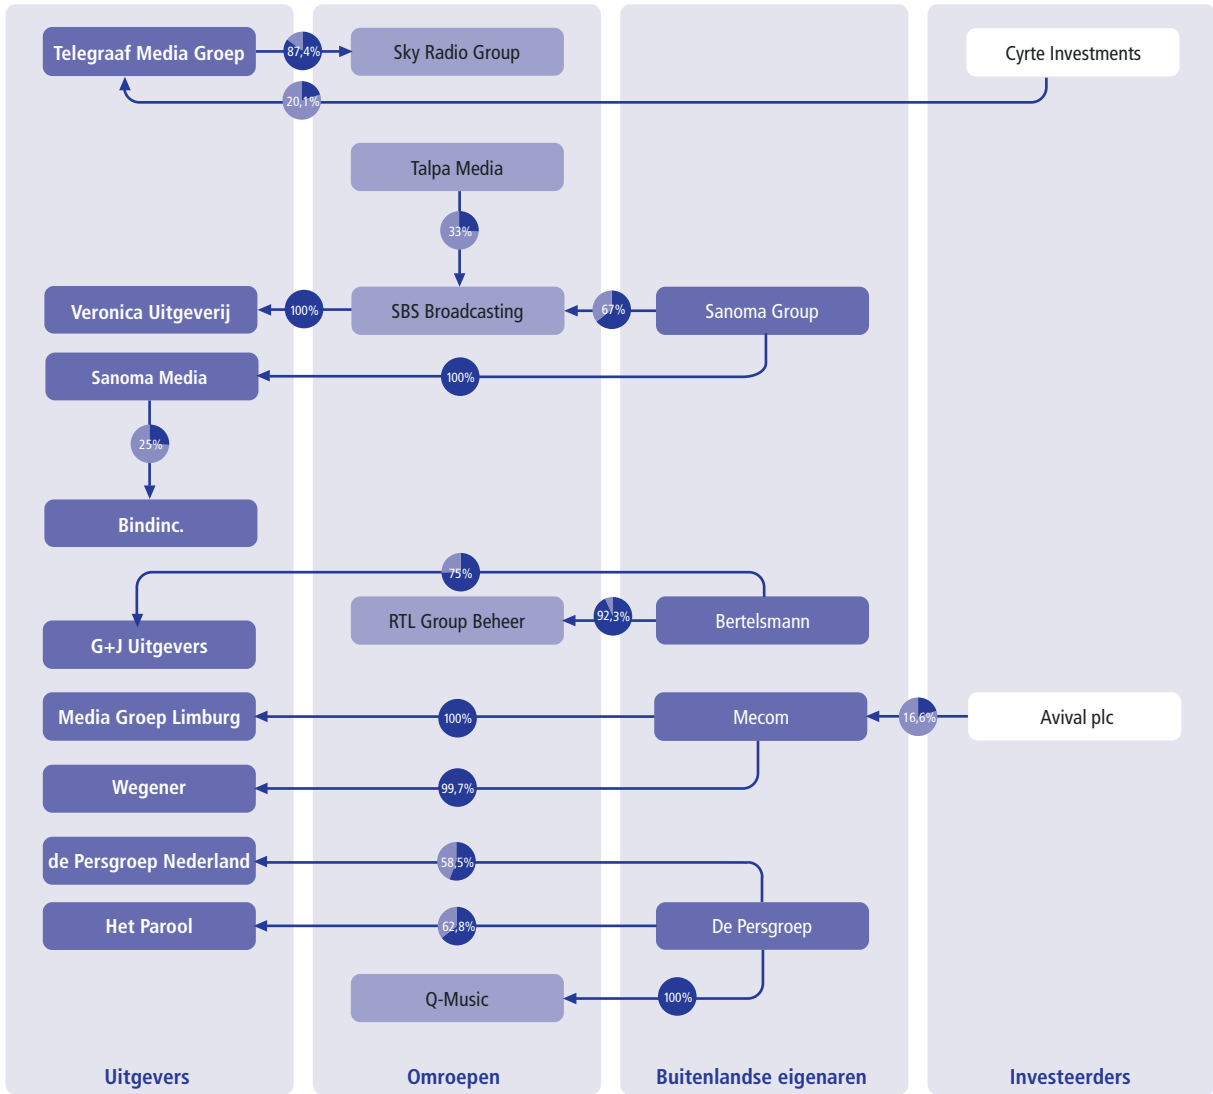 Telegraaf Media Groep
87,4%
Sky Radio Group
Cyrte Investments
20,1%
Talpa Media
33%
Veronica Uitgeverij
100%
SBS Broadcasting
67%
Sanoma Group
Sanoma Media
100%
25%
Bindinc.
75%
RTL Group Beheer
92,3%
Bertelsmann
G+J Uitgevers
Media Groep Limburg
100%
Mecom
16,6%
Avival plc
Wegener
99,7%
de Persgroep Nederland
58,5%
Het Parool
62,8%
De Persgroep
Q-Music
100%
Uitgevers
Omroepen
Buitenlandse eigenaren
Investeerders